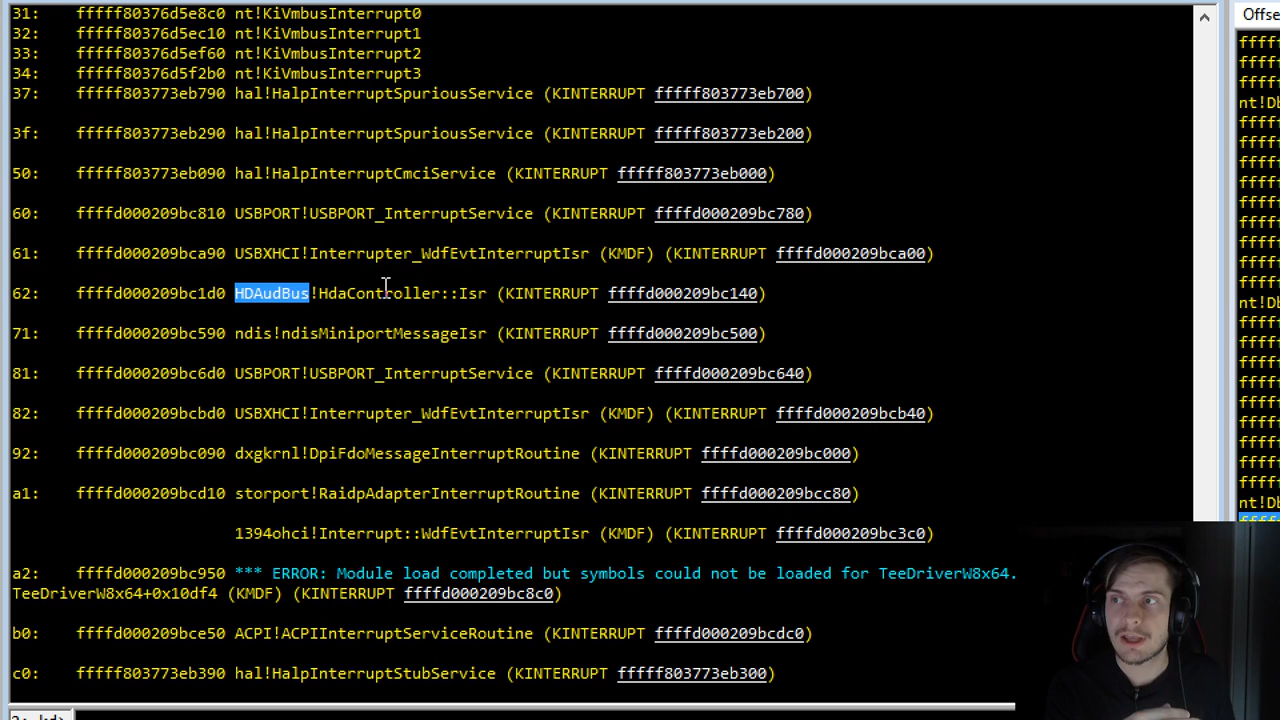 31: fffff80376d5e8c0 nt!KiVmbusInterrupt0
32: fffff80376d5ec10 nt!KiVmbusInterrupt1
33: fffff80376d5ef60 nt!KiVmbusInterrupt2
34: fffff80376d5f2b0 nt!KiVmbusInterrupt3
37: fffff803773eb790 hal!HalpInterruptSpuriousService (KINTERRUPT fffff803773eb700)
3f: fffff803773eb290 hal!HalpInterruptSpuriousService (KINTERRUPT fffff803773eb200)
50: fffff803773eb090 hal!HalpInterruptCmciService (KINTERRUPT fffff803773eb000)
60: ffffd000209bc810 USBPORT!USBPORT_InterruptService (KINTERRUPT ffffd000209bc780)
61: ffffd000209bca90 USBXHCI!Interrupter_WdfEvtInterruptIsr (KMDF) (KINTERRUPT ffffd000209bca00)
62: ffffd000209bc1d0 HDAudBus!HdaController::Isr (KINTERRUPT ffffd000209bc140)
71: ffffd000209bc590 ndis!ndisMiniportMessageIsr (KINTERRUPT ffffd000209bc500)
81: ffffd000209bc6d0 USBPORT!USBPORT_InterruptService (KINTERRUPT ffffd000209bc640)
82: ffffd000209bcbd0 USBXHCI!Interrupter_WdfEvtInterruptIsr (KMDF) (KINTERRUPT ffffd000209bcb40)
92: ffffd000209bc090 dxgkrnl!DpiFdoMessageInterruptRoutine (KINTERRUPT ffffd000209bc000)
a1: ffffd000209bcd10 storport!RaidpAdapterInterruptRoutine (KINTERRUPT ffffd000209bcc80)
1394ohci!Interrupt::WdfEvtInterruptIsr (KMDF) (KINTERRUPT ffffd000209bc3c0)
a2: ffffd000209bc950 *** ERROR: Module load completed but symbols could not be loaded for TeeDriverW8x64.
TeeDriverW8x64+0x10df4 (KMDF) (KINTERRUPT ffffd000209bc8c0)
b0: ffffd000209bce50 ACPI!ACPIInterruptServiceRoutine (KINTERRUPT ffffd000209bcdc0)
c0: fffff803773eb390 hal!HalpInterruptStubService (KINTERRUPT fffff803773eb300)
Offse